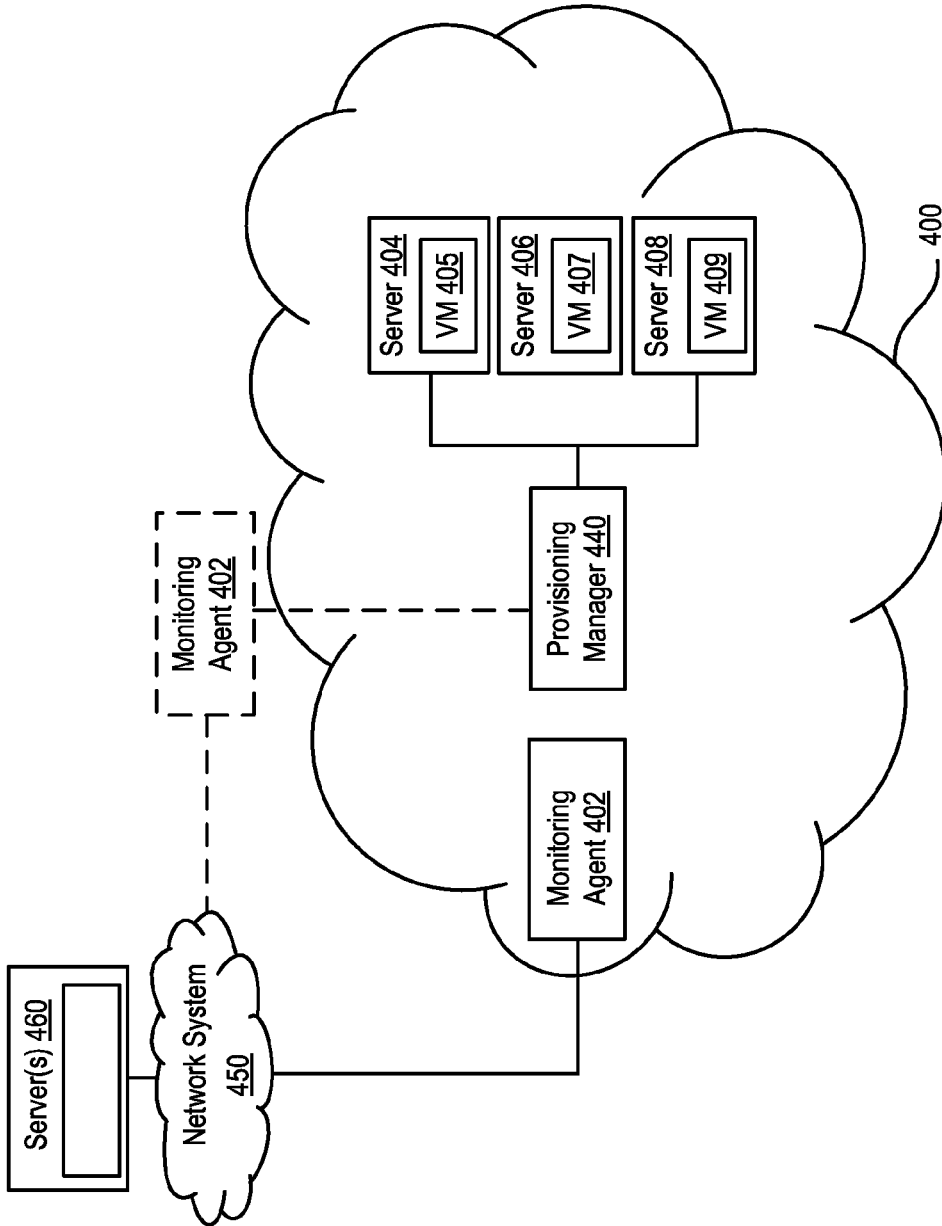 Server(s) 460
Network System
450
Monitoring
Agent 402
Monitoring
Agent 402
Provisioning
Manager 440
Server 404
VM 405
Server 406
VM 407
Server 408
VM 409
400